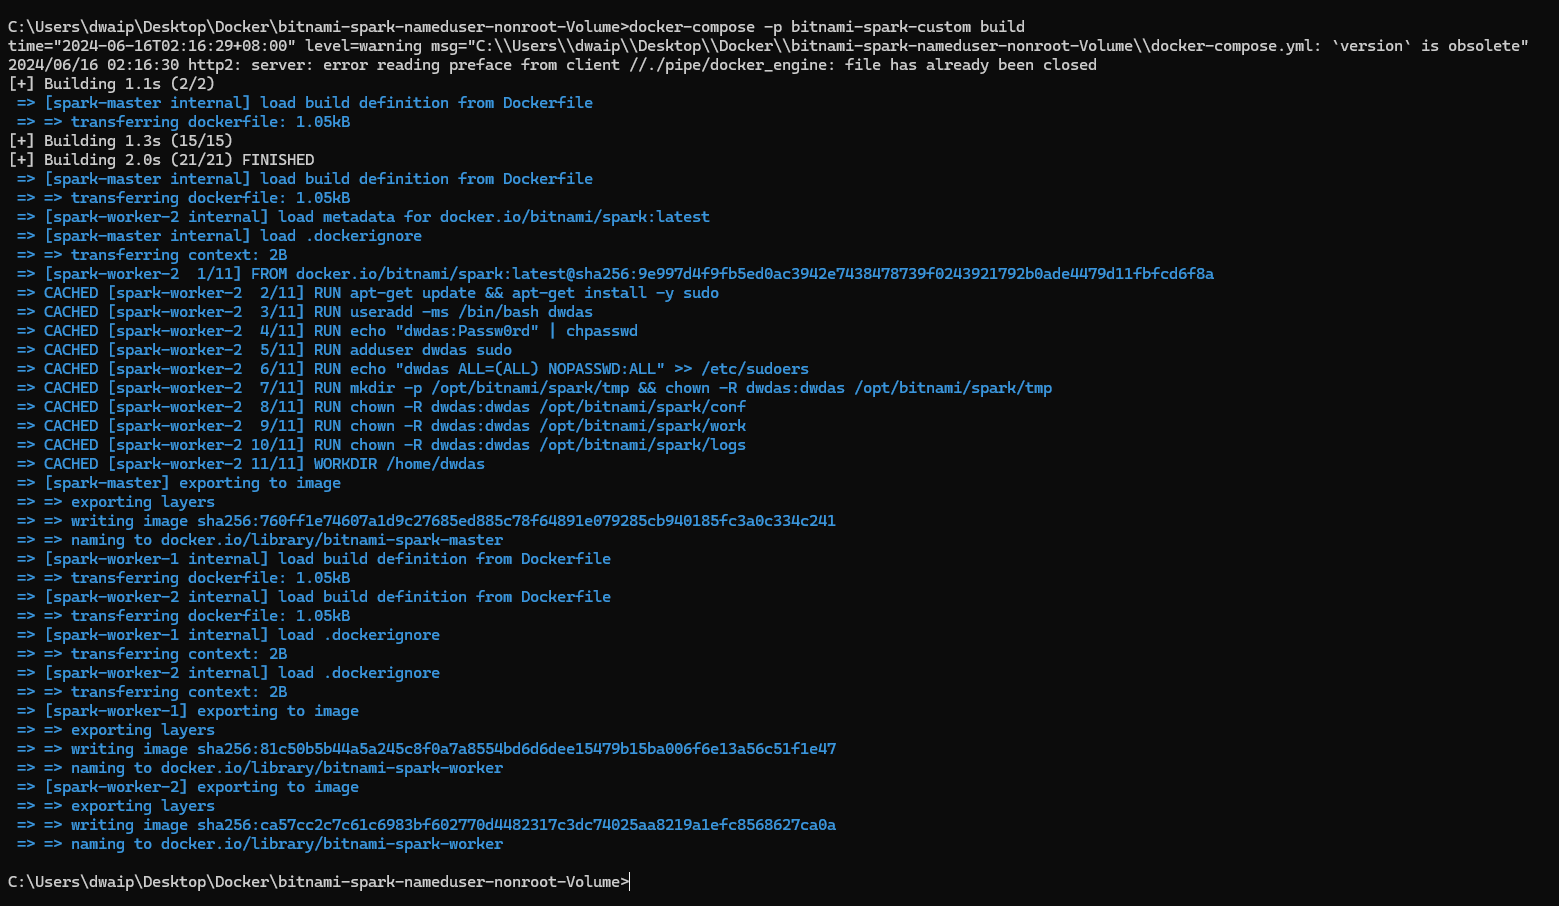 C:\Users\dwaip\Desktop\Docker\bitnami-spark-nameduser-nonroot-Volume>docker-compose -p bitnami-spark-custom build
time="2024-06-16T02:16:29+08:00" level=warning msg="C:\\Users\\dwaip\\Desktop\\Docker\\bitnami-spark-nameduser-nonroot-Volume\\docker-compose.yml: `version` is obsolete"
2024/06/16 02:16:30 http2: server: error reading preface from client //./pipe/docker_engine: file has already been closed
[+] Building 1.1s (2/2)
=> [spark-master internal] load build definition from Dockerfile
=> => transferring dockerfile: 1.05kB
[+] Building 1.3s (15/15)
[+] Building 2.0s (21/21) FINISHED
=> [spark-master internal] load build definition from Dockerfile
=> => transferring dockerfile: 1.05kB
=> [spark-worker-2 internal] load metadata for docker.io/bitnami/spark:latest
=> [spark-master internal] load .dockerignore
=> => transferring context: 2B
=> [spark-worker-2  1/11] FROM docker.io/bitnami/spark:latest@sha256:9e997d4f9fb5ed0ac3942e7438478739f0243921792b0ade4479d11fbfcd6f8a
=> CACHED [spark-worker-2  2/11] RUN apt-get update && apt-get install -y sudo
=> CACHED [spark-worker-2  3/11] RUN useradd -ms /bin/bash dwdas
=> CACHED [spark-worker-2  4/11] RUN echo "dwdas:Passw0rd" | chpasswd
=> CACHED [spark-worker-2  5/11] RUN adduser dwdas sudo
=> CACHED [spark-worker-2  6/11] RUN echo "dwdas ALL=(ALL) NOPASSWD:ALL" >> /etc/sudoers
=> CACHED [spark-worker-2  7/11] RUN mkdir -p /opt/bitnami/spark/tmp && chown -R dwdas:dwdas /opt/bitnami/spark/tmp
=> CACHED [spark-worker-2  8/11] RUN chown -R dwdas:dwdas /opt/bitnami/spark/conf
=> CACHED [spark-worker-2  9/11] RUN chown -R dwdas:dwdas /opt/bitnami/spark/work
=> CACHED [spark-worker-2 10/11] RUN chown -R dwdas:dwdas /opt/bitnami/spark/logs
=> CACHED [spark-worker-2 11/11] WORKDIR /home/dwdas
=> [spark-master] exporting to image
=> => exporting layers
=> => writing image sha256:760ff1e74607a1d9c27685ed885c78f64891e079285cb940185fc3a0c334c241
=> => naming to docker.io/library/bitnami-spark-master
=> [spark-worker-1 internal] load build definition from Dockerfile
=> => transferring dockerfile: 1.05kB
=> [spark-worker-2 internal] load build definition from Dockerfile
=> => transferring dockerfile: 1.05kB
=> [spark-worker-1 internal] load .dockerignore
=> => transferring context: 2B
=> [spark-worker-2 internal] load .dockerignore
=> => transferring context: 2B
=> [spark-worker-1] exporting to image
=> => exporting layers
=> => writing image sha256:81c50b5b44a5a245c8f0a7a8554bd6d6dee15479b15ba006f6e13a56c51f1e47
=> => naming to docker.io/library/bitnami-spark-worker
=> [spark-worker-2] exporting to image
=> => exporting layers
=> => writing image sha256:ca57cc2c7c61c6983bf602770d4482317c3dc74025aa8219a1efc8568627ca0a
=> => naming to docker.io/library/bitnami-spark-worker
C:\Users\dwaip\Desktop\Docker\bitnami-spark-nameduser-nonroot-Volume>